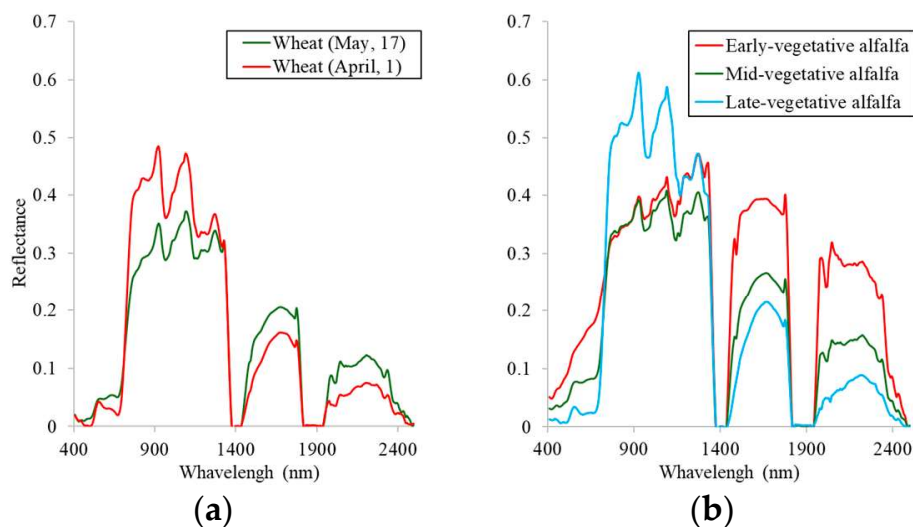 0.7
0.6
0.5
0.4
0.3
0.2
0.1
0
Reflectance
Wheat (May, 17)
Wheat (April, 1)
400 900 1400 1900 2400
Whavelengh (nm)
(a)
0.7
0.6
0.5
0.4
0.3
0.2
0.1
0
Early-vegetative alfalfa
Mid-vegetative alfalfa
Late-vegetative alfalfa
400 900 1400 1900 2400
Whavelengh (nm)
(b)